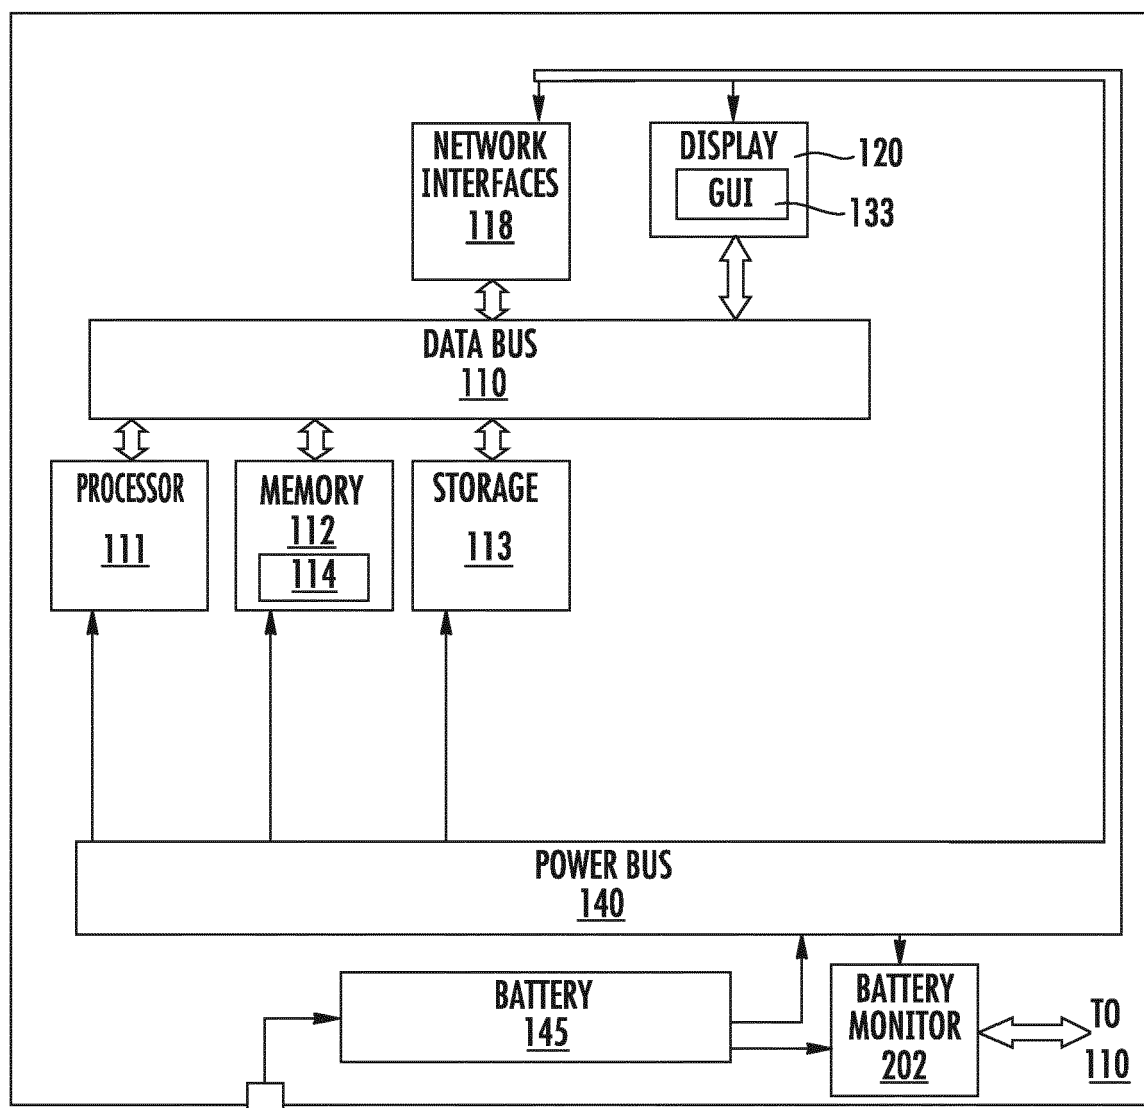 NETWORK
INTERFACES
118
DISPLAY
120
GUI
133
DATA BUS
110
PROCESSOR
111
MEMORY
112
114
STORAGE
113
POWER BUS
140
BATTERY
145
BATTERY
MONITOR
202
TO
110